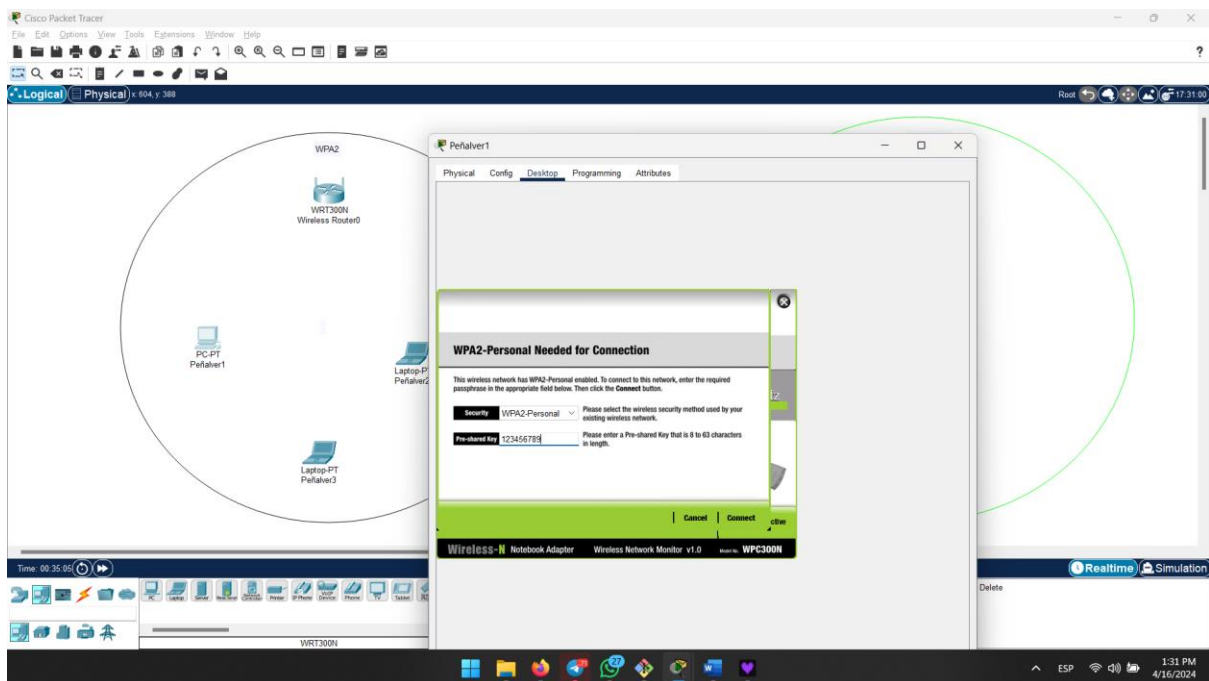 Cisco Packet Tracer
File Edit Options View Tools Extensions Window Help
?
Logical Physical x: 604, y: 388
Root 17:31:00
WPA2
WRT300N
Wireless Router0
PC-PT
Peñalver1
Laptop-PT
Peñalver3
Peñalver1
Physical Config Desktop Programming Attributes
WPA2-Personal Needed for Connection
This wireless network has WPA2-Personal enabled. To connect to this network, enter the required
passphrase in the appropriate field below. Then click the Connect button.
Security WPA2-Personal Please select the wireless security method used by your
existing wireless network.
Pre-shared Key 123456789 Please enter a Pre-shared Key that is 8 to 63 characters
in length.
Cancel Connect
Wireless-N Notebook Adapter Wireless Network Monitor v1.0 Model No. WPC300N
Time: 00:35:05
Realtime Simulation
Delete
WRT300N
27
ESP
1:31 PM
4/16/2024